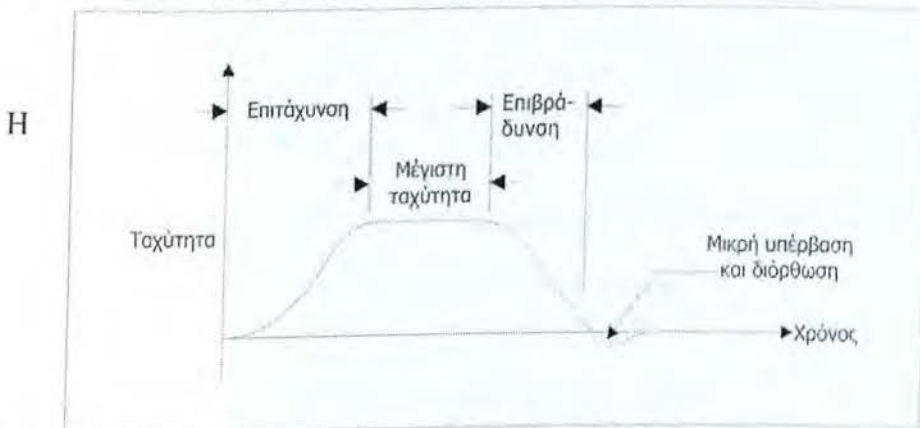 Η
Επιτάχυνση
Επιβρά-
δυνση
Μέγιστη
ταχύτητα
Ταχύτητα
Μικρή υπέρβαση
και διόρθωση
Χρόνος